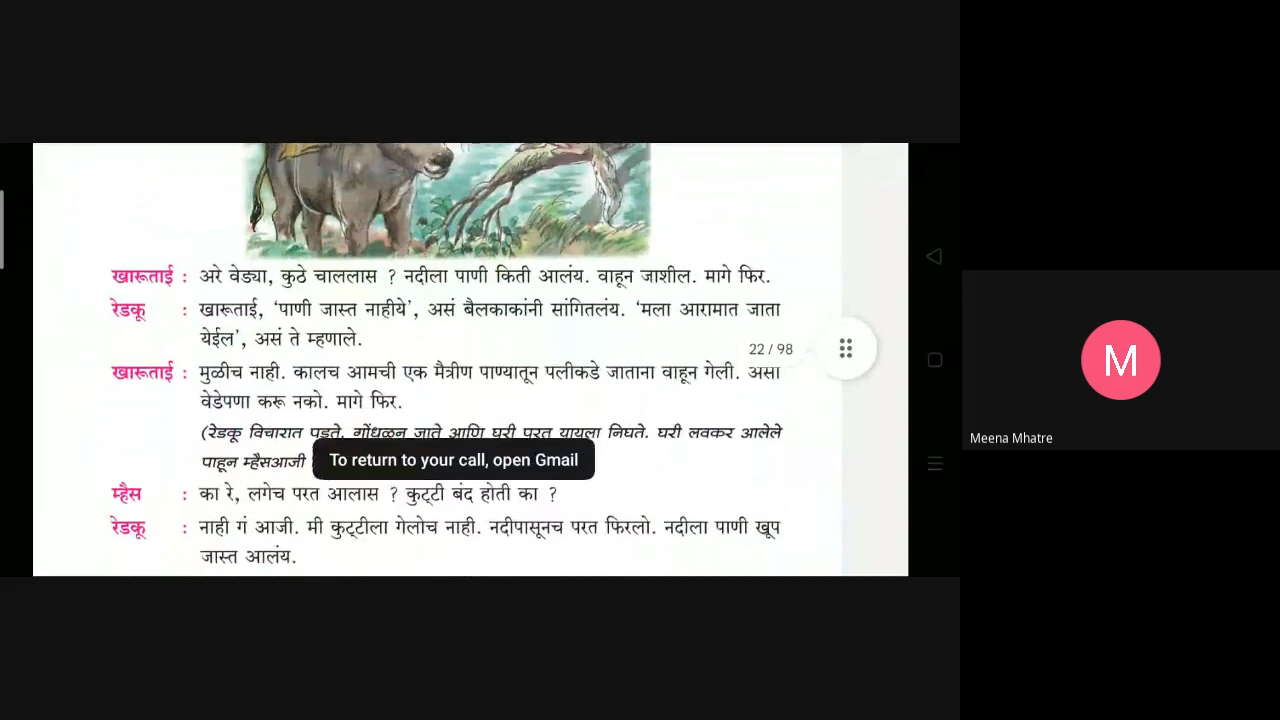 खारूताई : अरे वेड्या, कुठे चाललास ? नदीला पाणी किती आलंय. वाहून जाशील. मागे फिर.
रेडकू : खारूताई, ‘पाणी जास्त नाहीये’, असं बैलकाकांनी सांगितलंय. ‘मला आरामात जाता
येईल’, असं ते म्हणाले.
22 / 98
खारूताई : मुळीच नाही. कालच आमची एक मैत्रीण पाण्यातून पलीकडे जाताना वाहून गेली. असा
वेडेपणा करू नको. मागे फिर.
(रेडकू विचारात पडते. गोंधळून जाते आणि घरी परत यायला निघते. घरी लवकर आलेले
पाहून म्हैसआजी
To return to your call, open Gmail
म्हैस : का रे, लगेच परत आलास ? कुट्टी बंद होती का ?
रेडकू : नाही गं आजी. मी कुट्टीला गेलोच नाही. नदीपासूनच परत फिरलो. नदीला पाणी खूप
जास्त आलंय.
M
Meena Mhatre